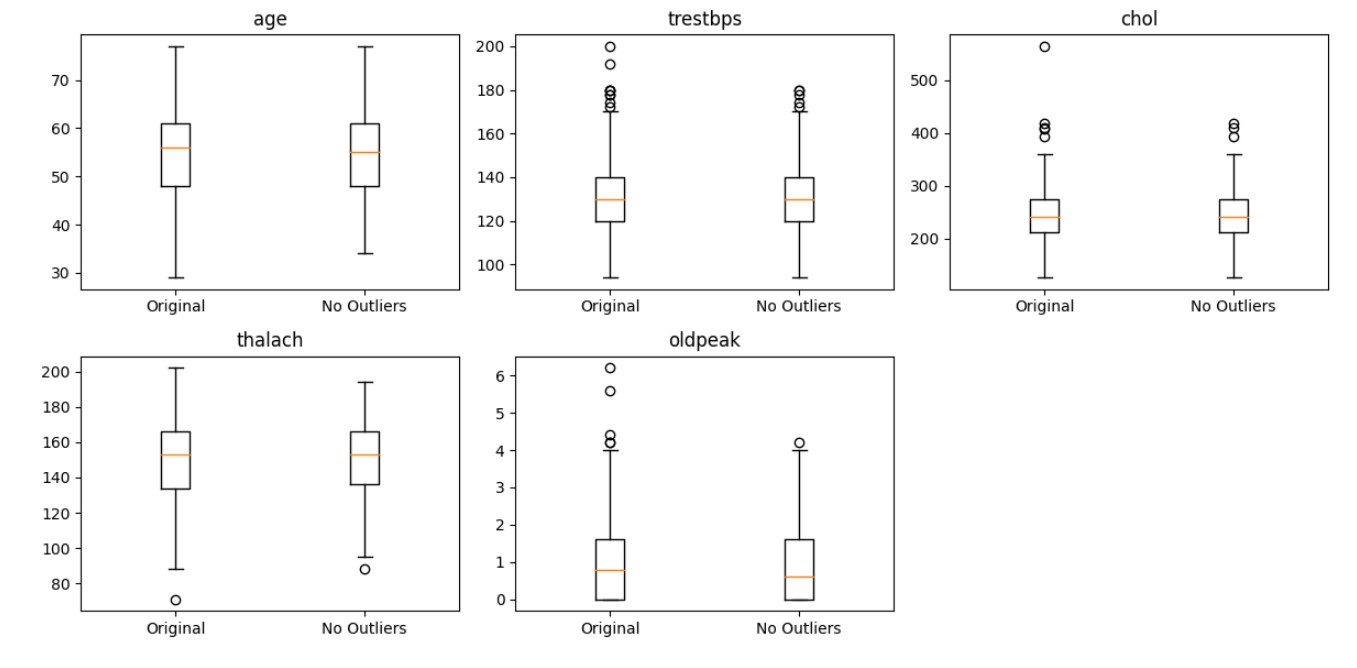 age
70
60
50
40
30
Original No Outliers
trestbps
200
180
160
140
120
100
Original No Outliers
chol
500
400
300
200
Original No Outliers
thalach
200
180
160
140
120
100
80
Original No Outliers
oldpeak
6
5
4
3
2
1
0
Original No Outliers